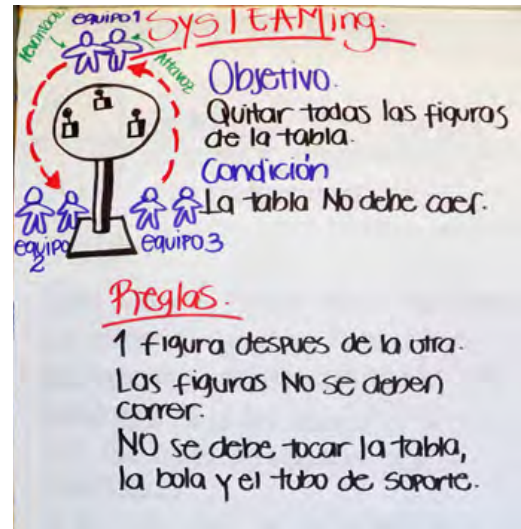 SysTEAMing.
equipo 1
Altavoz
Objetivo.
Quitar todas las figuras
de la tabla.
Condición
La tabla No debe caer.
equipo
2
equipo 3
Reglas.
1 figura despues de la otra.
Las figuras No se deben
correr.
NO se debe tocar la tabla,
la bola y el tubo de soporte.